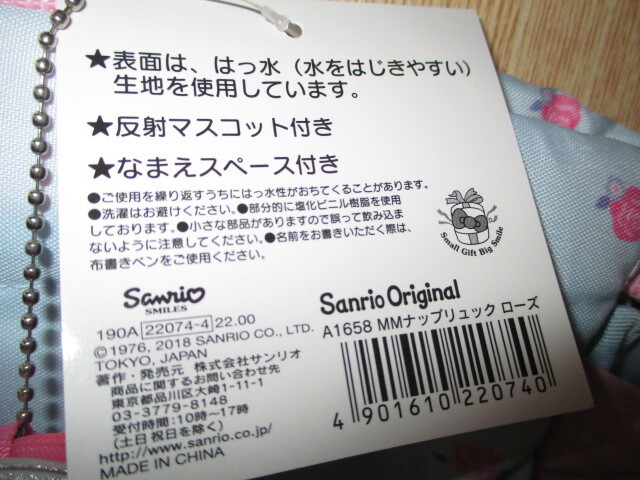 ★表面は、はっ水（水をはじきやすい）
生地を使用しています。
★反射マスコット付き
★なまえスペース付き
●ご使用を繰り返すうちにはっ水性がおちてくることがあります。
●洗濯はお避けください。●部分的に塩化ビニル樹脂を使用
しております。●小さな部品がありますので誤って飲み込ま
ないように注意してください。●名前をお書きいただく際は、
布書きペンをご使用ください。
Small Gift Big Smile
Sanrio
SMILES
190A 22074-4 22.00
©1976, 2018 SANRIO CO., LTD.
TOKYO, JAPAN
著作・発売元 株式会社サンリオ
商品に関するお問い合わせ先
東京都品川区大崎1-11-1
03-3779-8148
受付時間:10時～17時
(土日祝日を除く)
http://www.sanrio.co.jp/
MADE IN CHINA
Sanrio Original
A1658 MMナップリュック ローズ
4 901610 220740